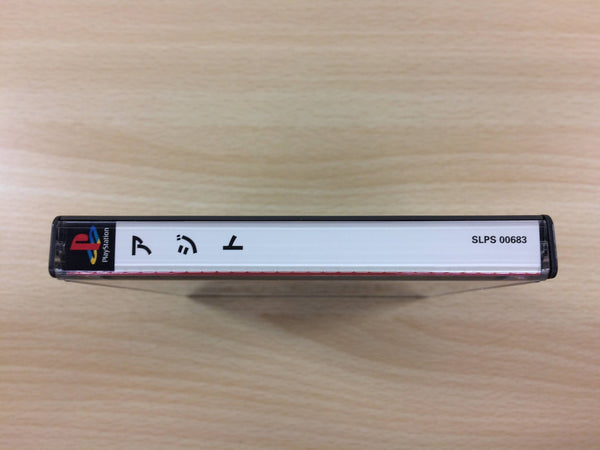 PlayStation
アジト
SLPS 00683